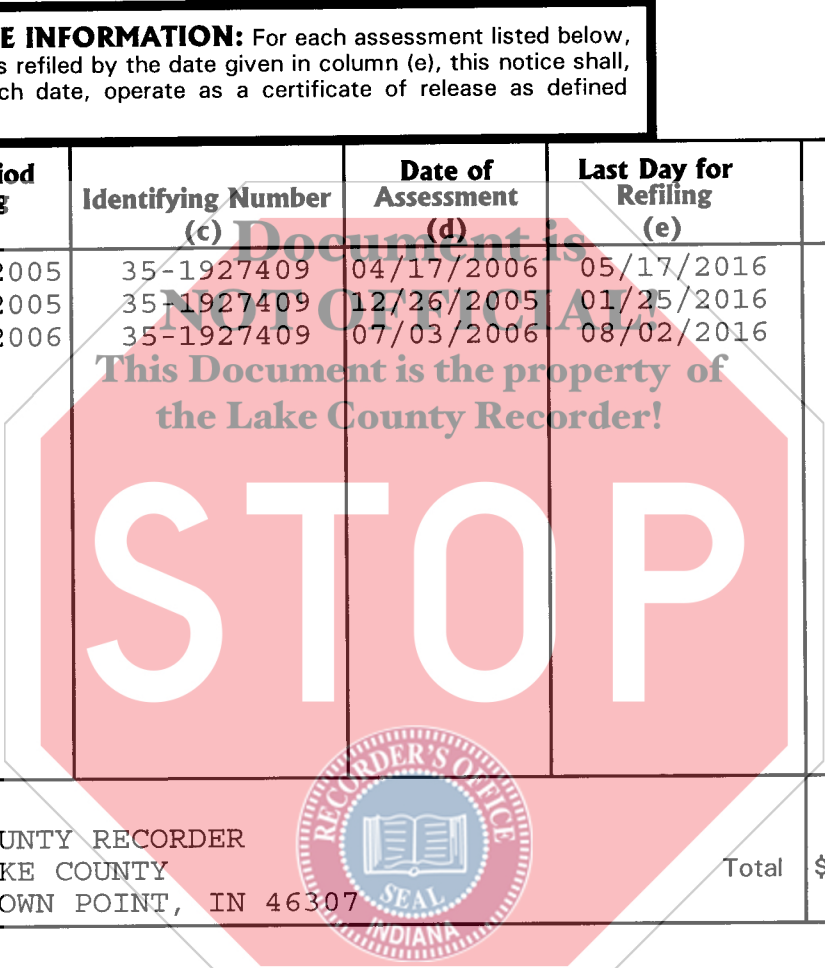 E INFORMATION: For each assessment listed below,
s refiled by the date given in column (e), this notice shall,
ch date, operate as a certificate of release as defined
iod Identifying Number Date of Assessment Last Day for Refiling
g (c) (d) (e)
2005 35-1927409 04/17/2006 05/17/2016
2005 35-1927409 12/26/2005 01/25/2016
2006 35-1927409 07/03/2006 08/02/2016
Document is
NOT OFFICIAL!
This Document is the property of
the Lake County Recorder!
STOP
RECORDER'S OFFICE
SEAL
INDIANA
UNTY RECORDER
KE COUNTY Total $
OWN POINT, IN 46307